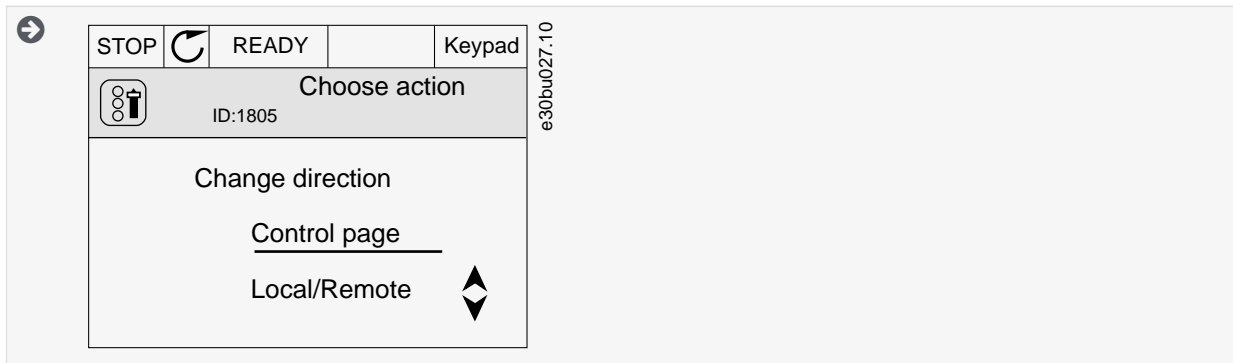 STOP READY Keypad
Choose action
ID:1805
Change direction
Control page
Local/Remote
e30bu027.10